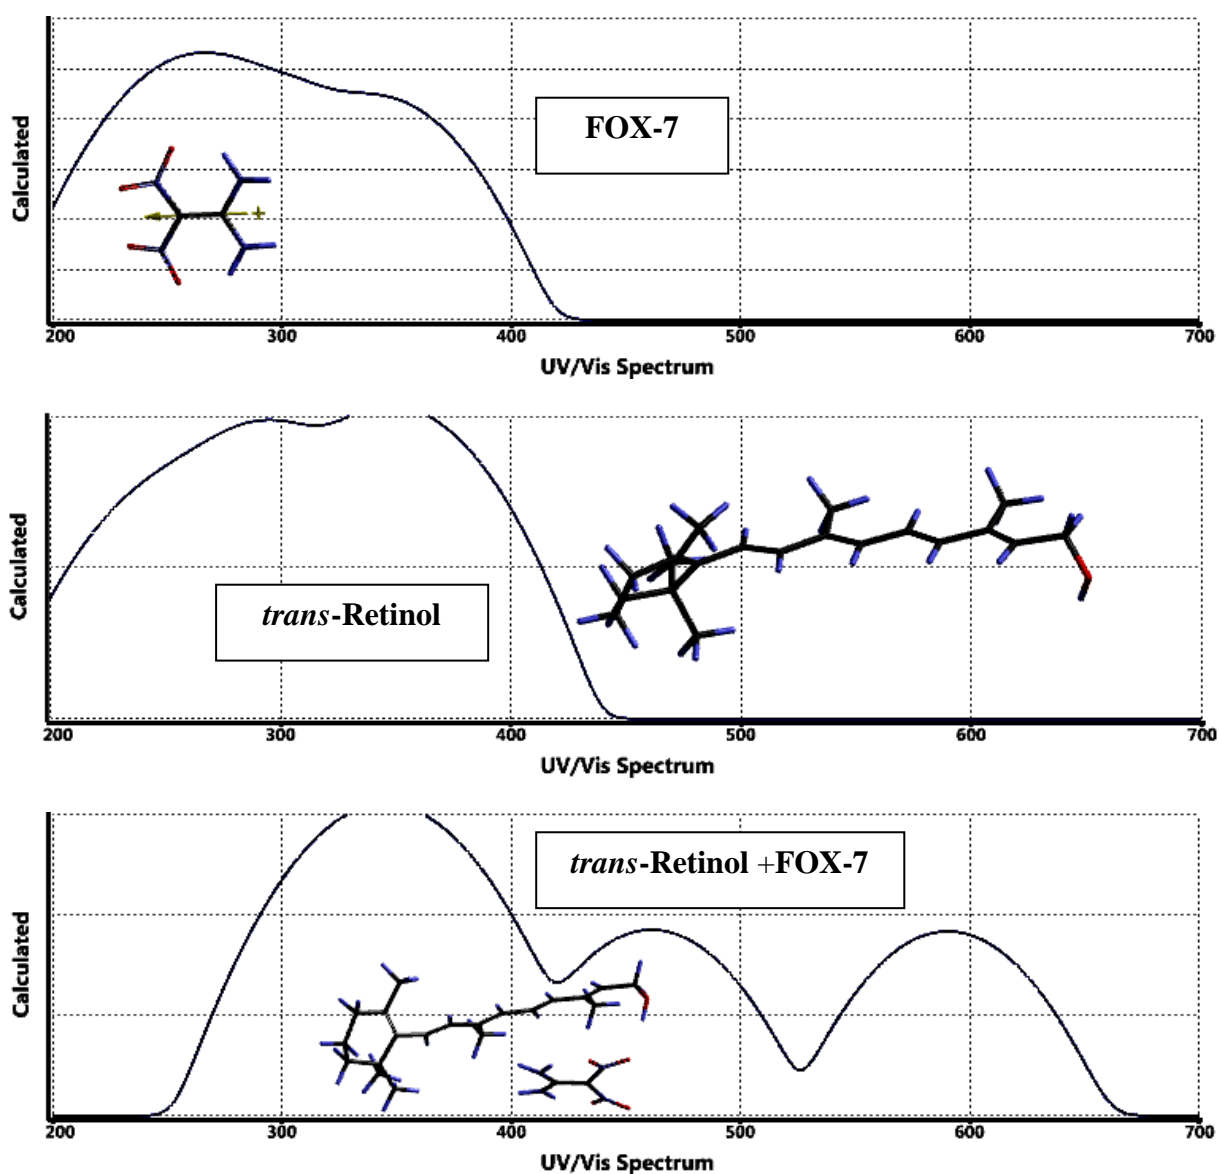 FOX-7
Calculated
200 300 400 500 600 700
UV/Vis Spectrum
trans-Retinol
Calculated
200 300 400 500 600 700
UV/Vis Spectrum
trans-Retinol +FOX-7
Calculated
200 300 400 500 600 700
UV/Vis Spectrum